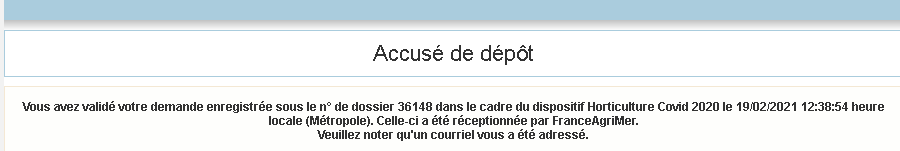 Accusé de dépôt
Vous avez validé votre demande enregistrée sous le n° de dossier 36148 dans le cadre du dispositif Horticulture Covid 2020 le 19/02/2021 12:38:54 heure
locale (Métropole). Celle-ci a été réceptionnée par FranceAgriMer.
Veuillez noter qu'un courriel vous a été adressé.